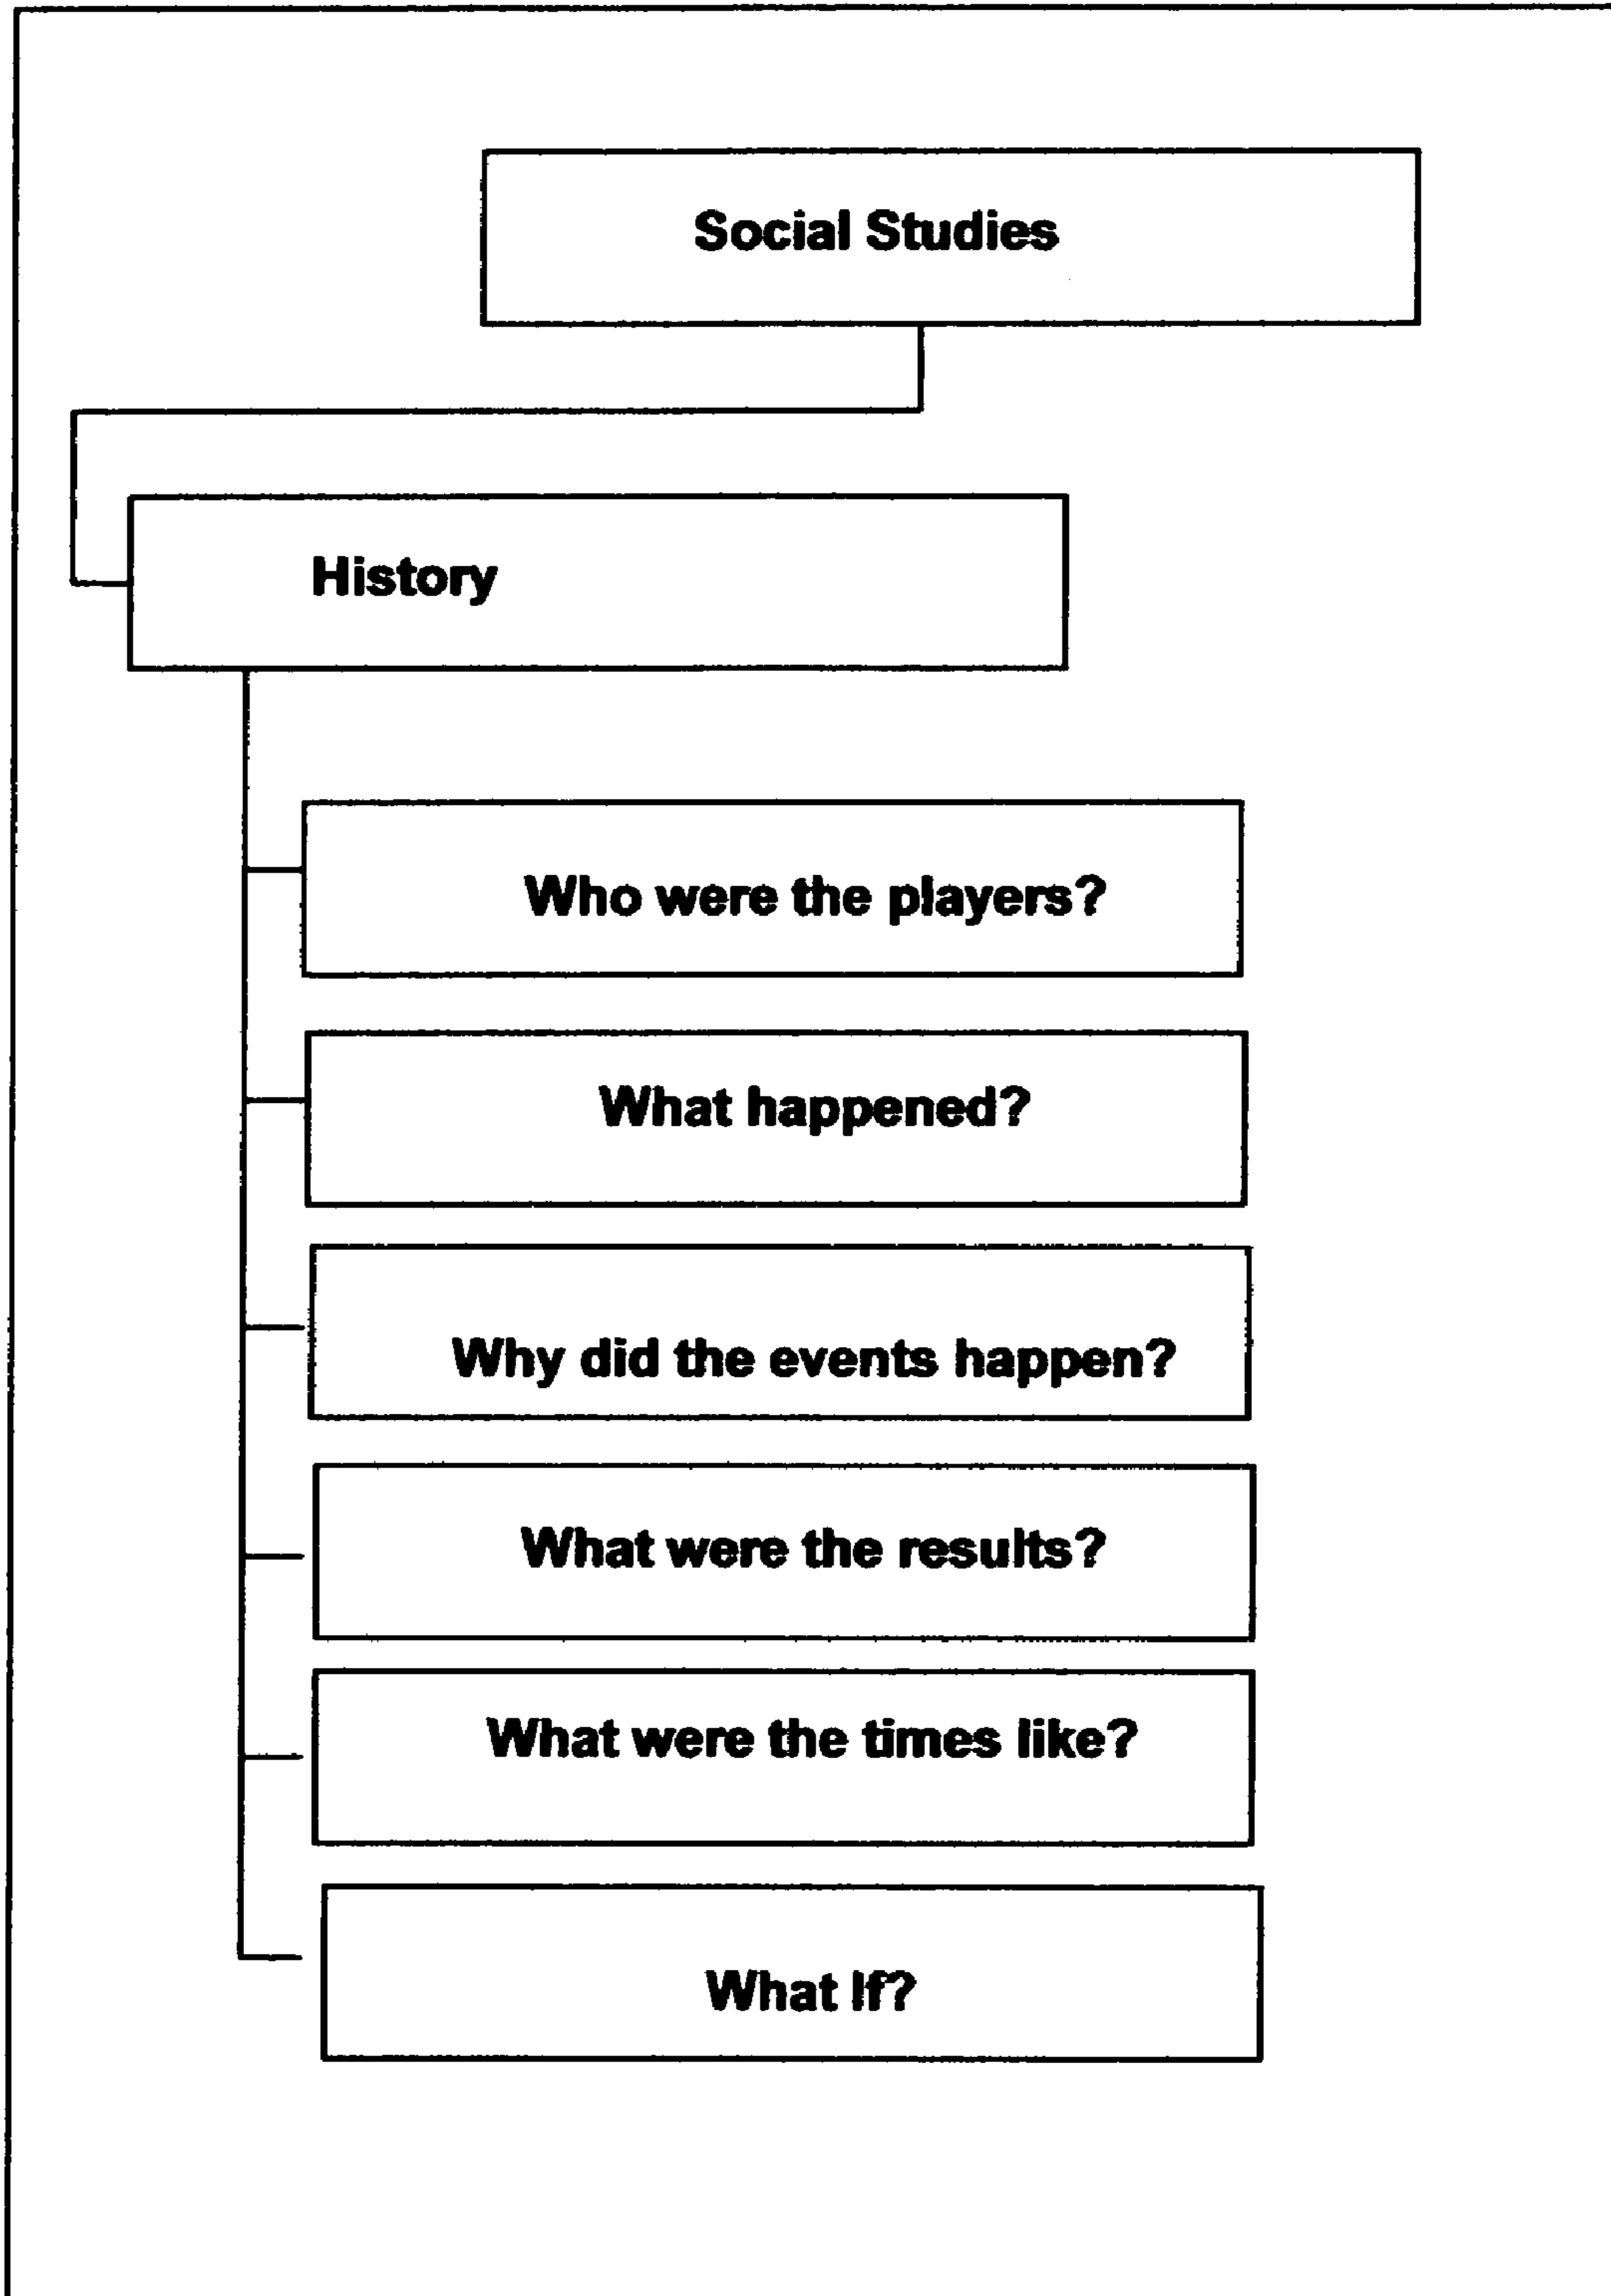 Social Studies
History
Who were the players?
What happened?
Why did the events happen?
What were the results?
What were the times like?
What If?